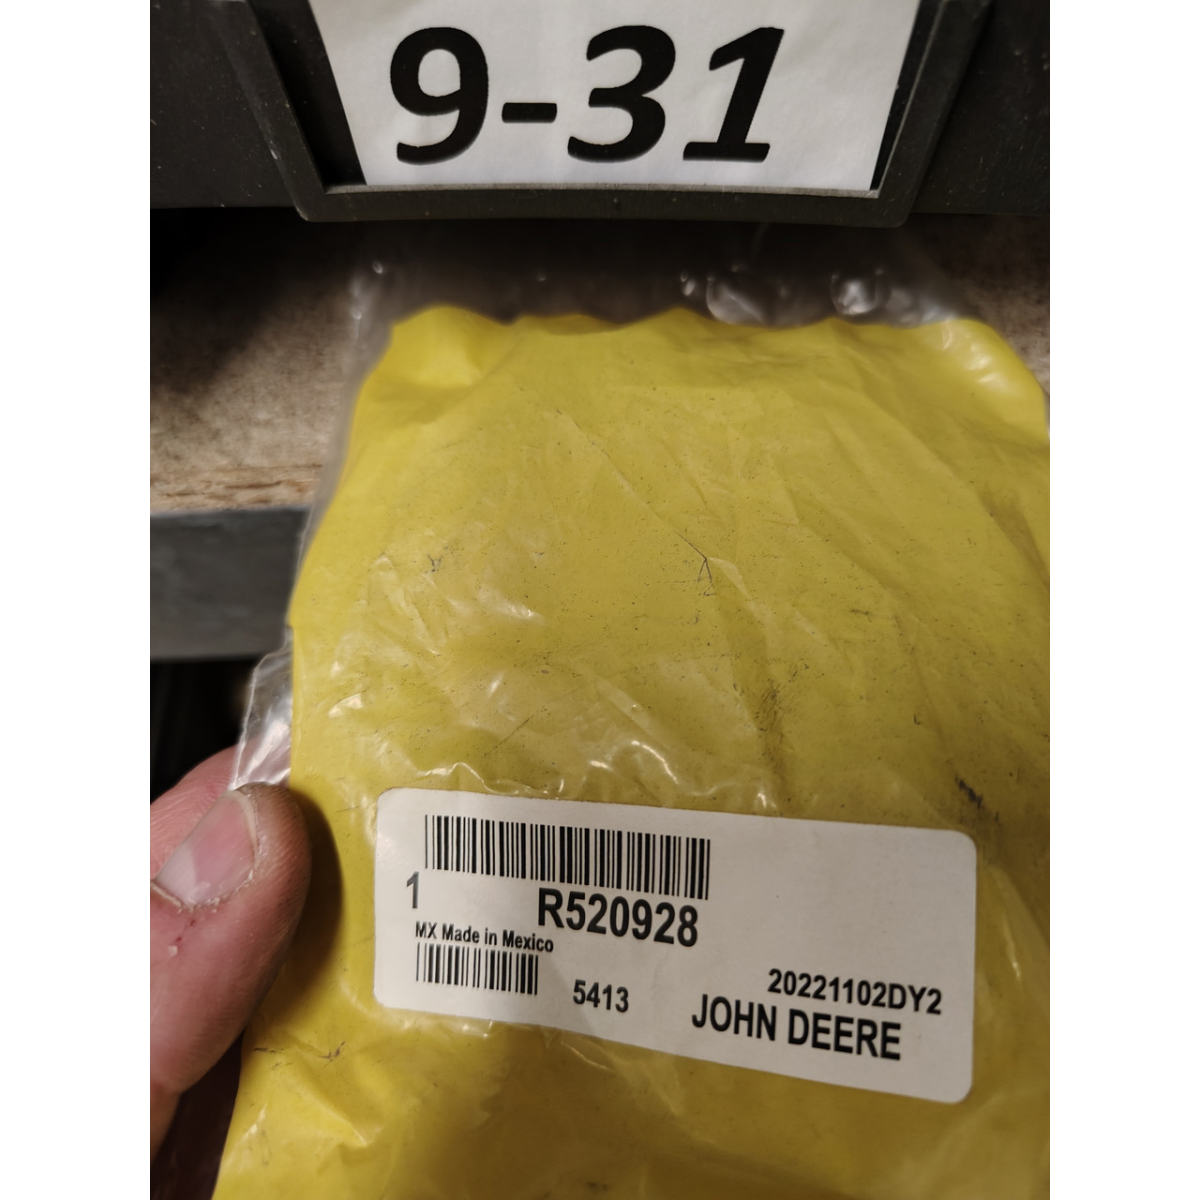 9-31
1
R520928
MX Made in Mexico
5413
20221102DY2
JOHN DEERE